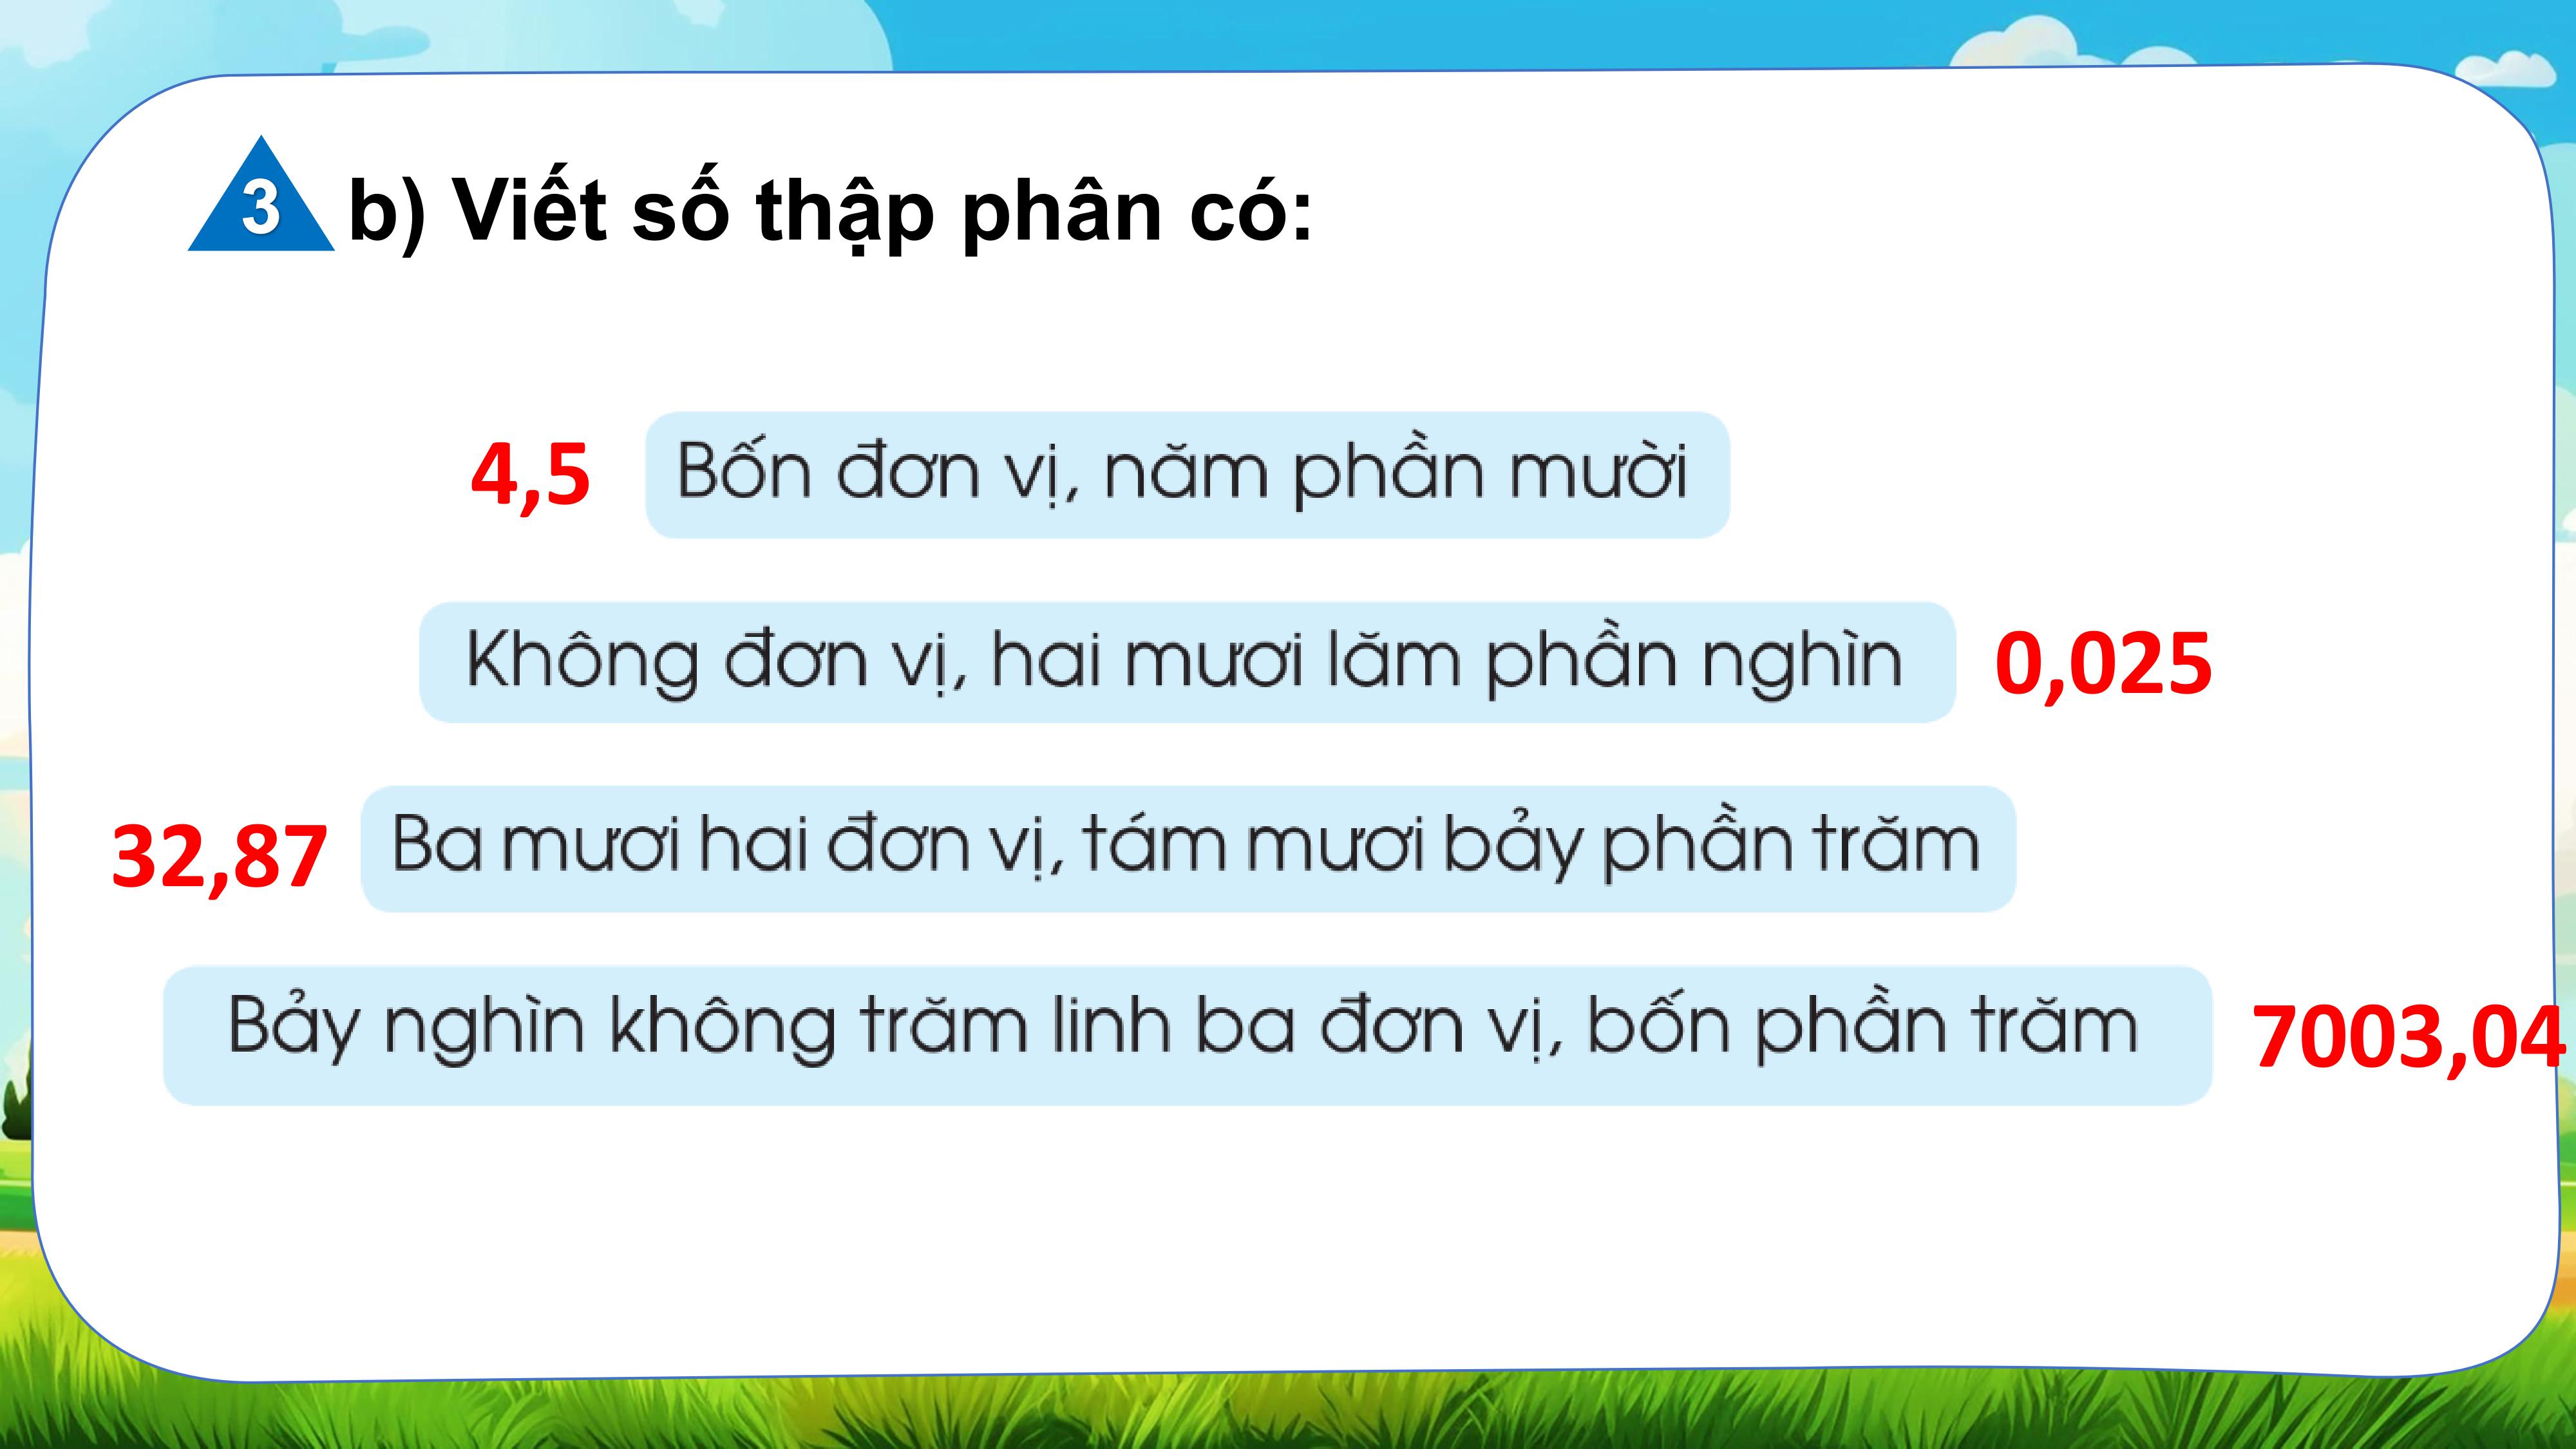 3 b) Viết số thập phân có:
4,5 Bốn đơn vị, năm phần mười
Không đơn vị, hai mươi lăm phần nghìn 0,025
32,87 Ba mươi hai đơn vị, tám mươi bảy phần trăm
Bảy nghìn không trăm linh ba đơn vị, bốn phần trăm 7003,04